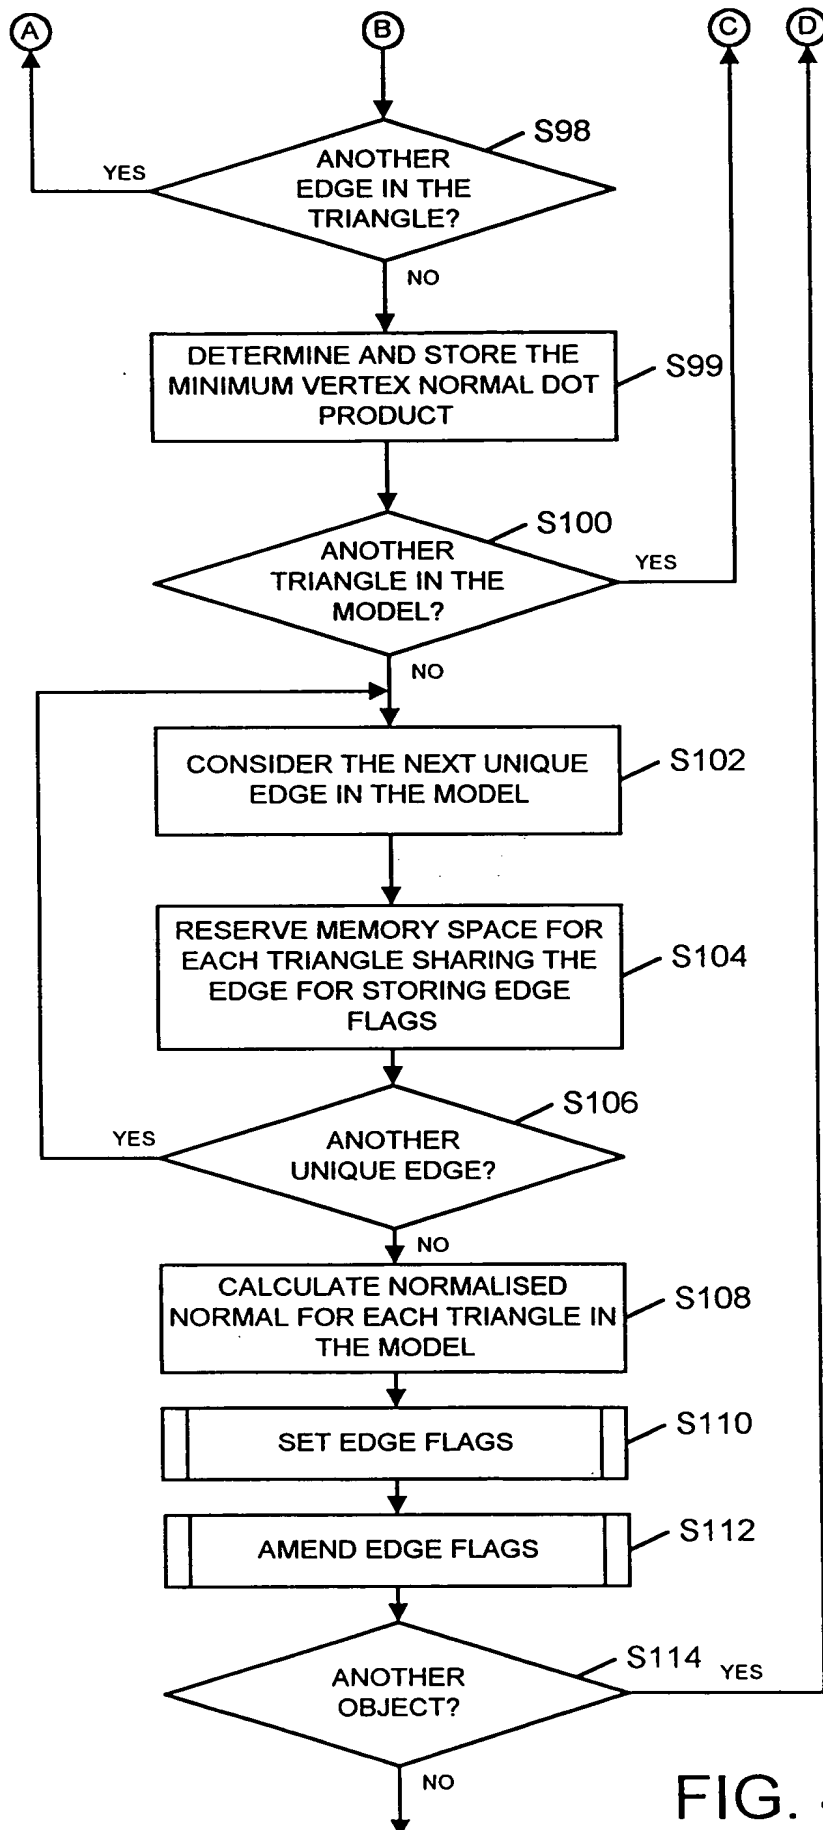 A
B
C
D
S98
ANOTHER
EDGE IN THE
TRIANGLE?
YES
NO
DETERMINE AND STORE THE
MINIMUM VERTEX NORMAL DOT
PRODUCT
S99
S100
ANOTHER
TRIANGLE IN THE
MODEL?
YES
NO
CONSIDER THE NEXT UNIQUE
EDGE IN THE MODEL
S102
RESERVE MEMORY SPACE FOR
EACH TRIANGLE SHARING THE
EDGE FOR STORING EDGE
FLAGS
S104
S106
YES
ANOTHER
UNIQUE EDGE?
NO
CALCULATE NORMALISED
NORMAL FOR EACH TRIANGLE IN
THE MODEL
S108
SET EDGE FLAGS
S110
AMEND EDGE FLAGS
S112
S114
ANOTHER
OBJECT?
YES
NO
FIG.